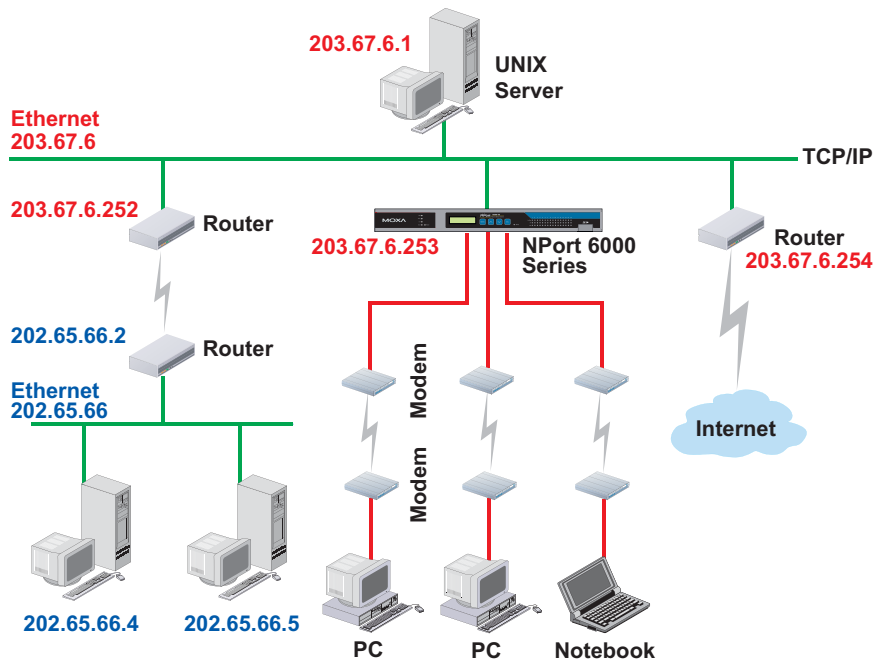 203.67.6.1
UNIX
Server
Ethernet
203.67.6
TCP/IP
203.67.6.252
Router
MOXA
203.67.6.253
NPort 6000
Series
Router
203.67.6.254
202.65.66.2
Router
Ethernet
202.65.66
Modem
Internet
Modem
202.65.66.4
202.65.66.5
PC
PC
Notebook